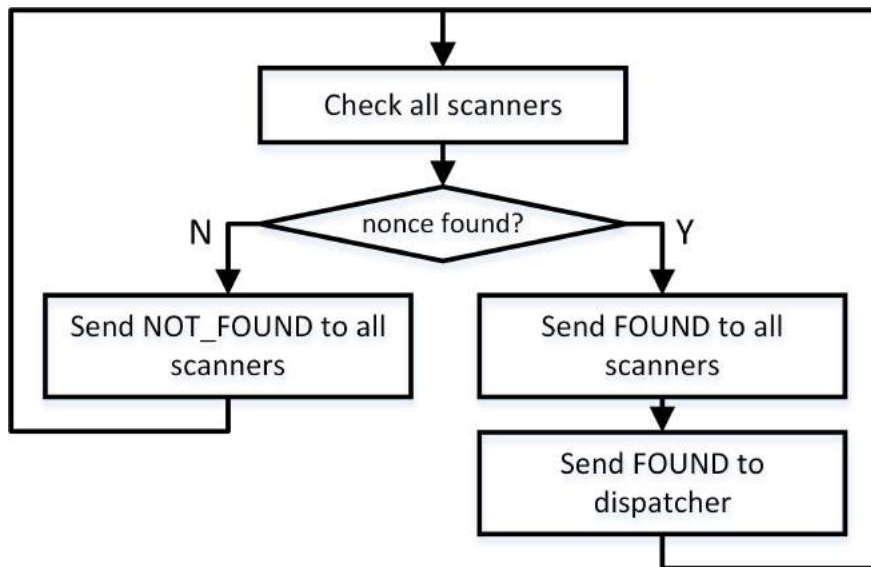 Check all scanners
nonce found?
N
Y
Send NOT_FOUND to all
scanners
Send FOUND to all
scanners
Send FOUND to
dispatcher